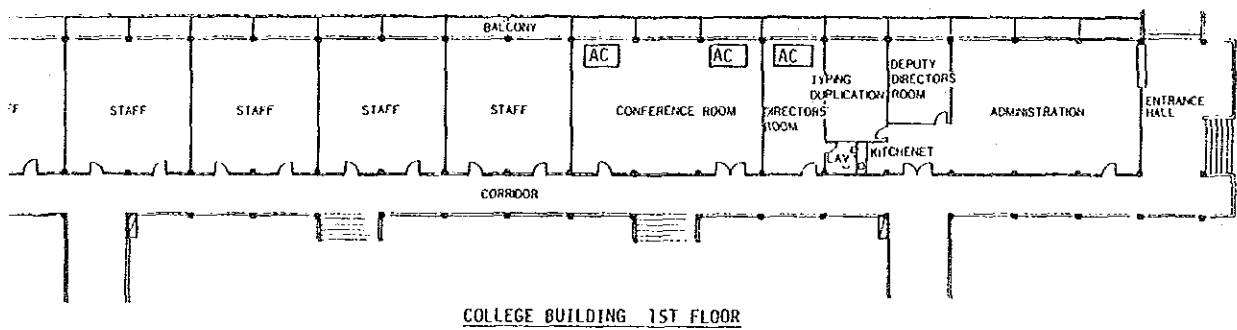 BALCONY
AC
AC
AC
FF
STAFF
STAFF
STAFF
STAFF
CONFERENCE ROOM
DIRECTORS
ROOM
TYPING
DUPLICATION
DEPUTY
DIRECTORS
ROOM
ADMINISTRATION
ENTRANCE
HALL
LAV
KITCHENET
CORRIDOR
COLLEGE BUILDING 1ST FLOOR